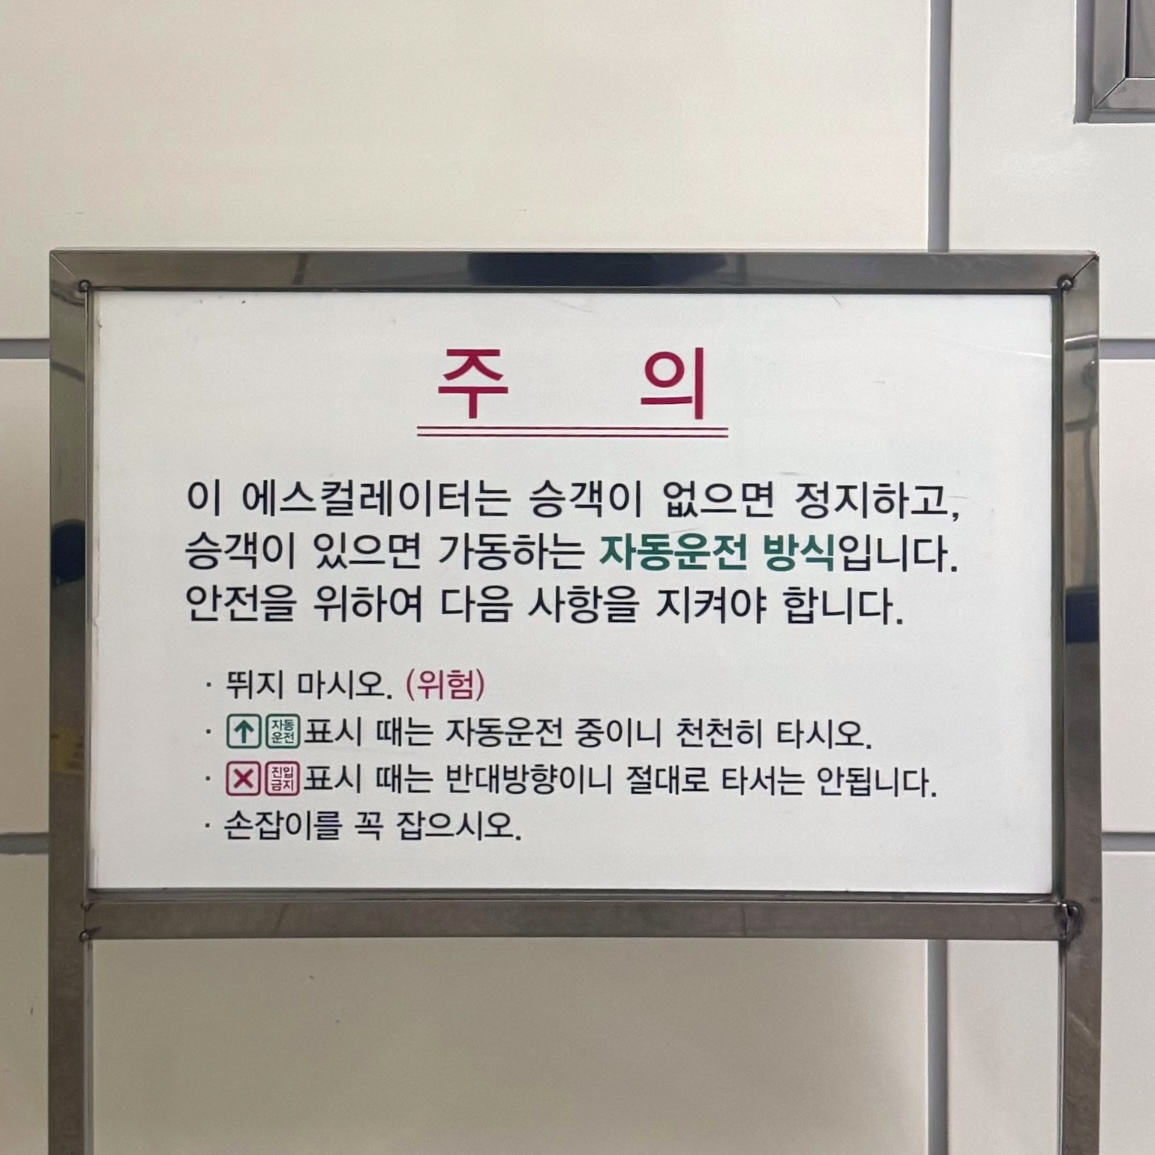 주 의
이 에스컬레이터는 승객이 없으면 정지하고,
승객이 있으면 가동하는 자동운전 방식입니다.
안전을 위하여 다음 사항을 지켜야 합니다.
· 뛰지 마시오. (위험)
· ↑ 자동운전 표시 때는 자동운전 중이니 천천히 타시오.
· X 진입금지 표시 때는 반대방향이니 절대로 타서는 안됩니다.
· 손잡이를 꼭 잡으시오.